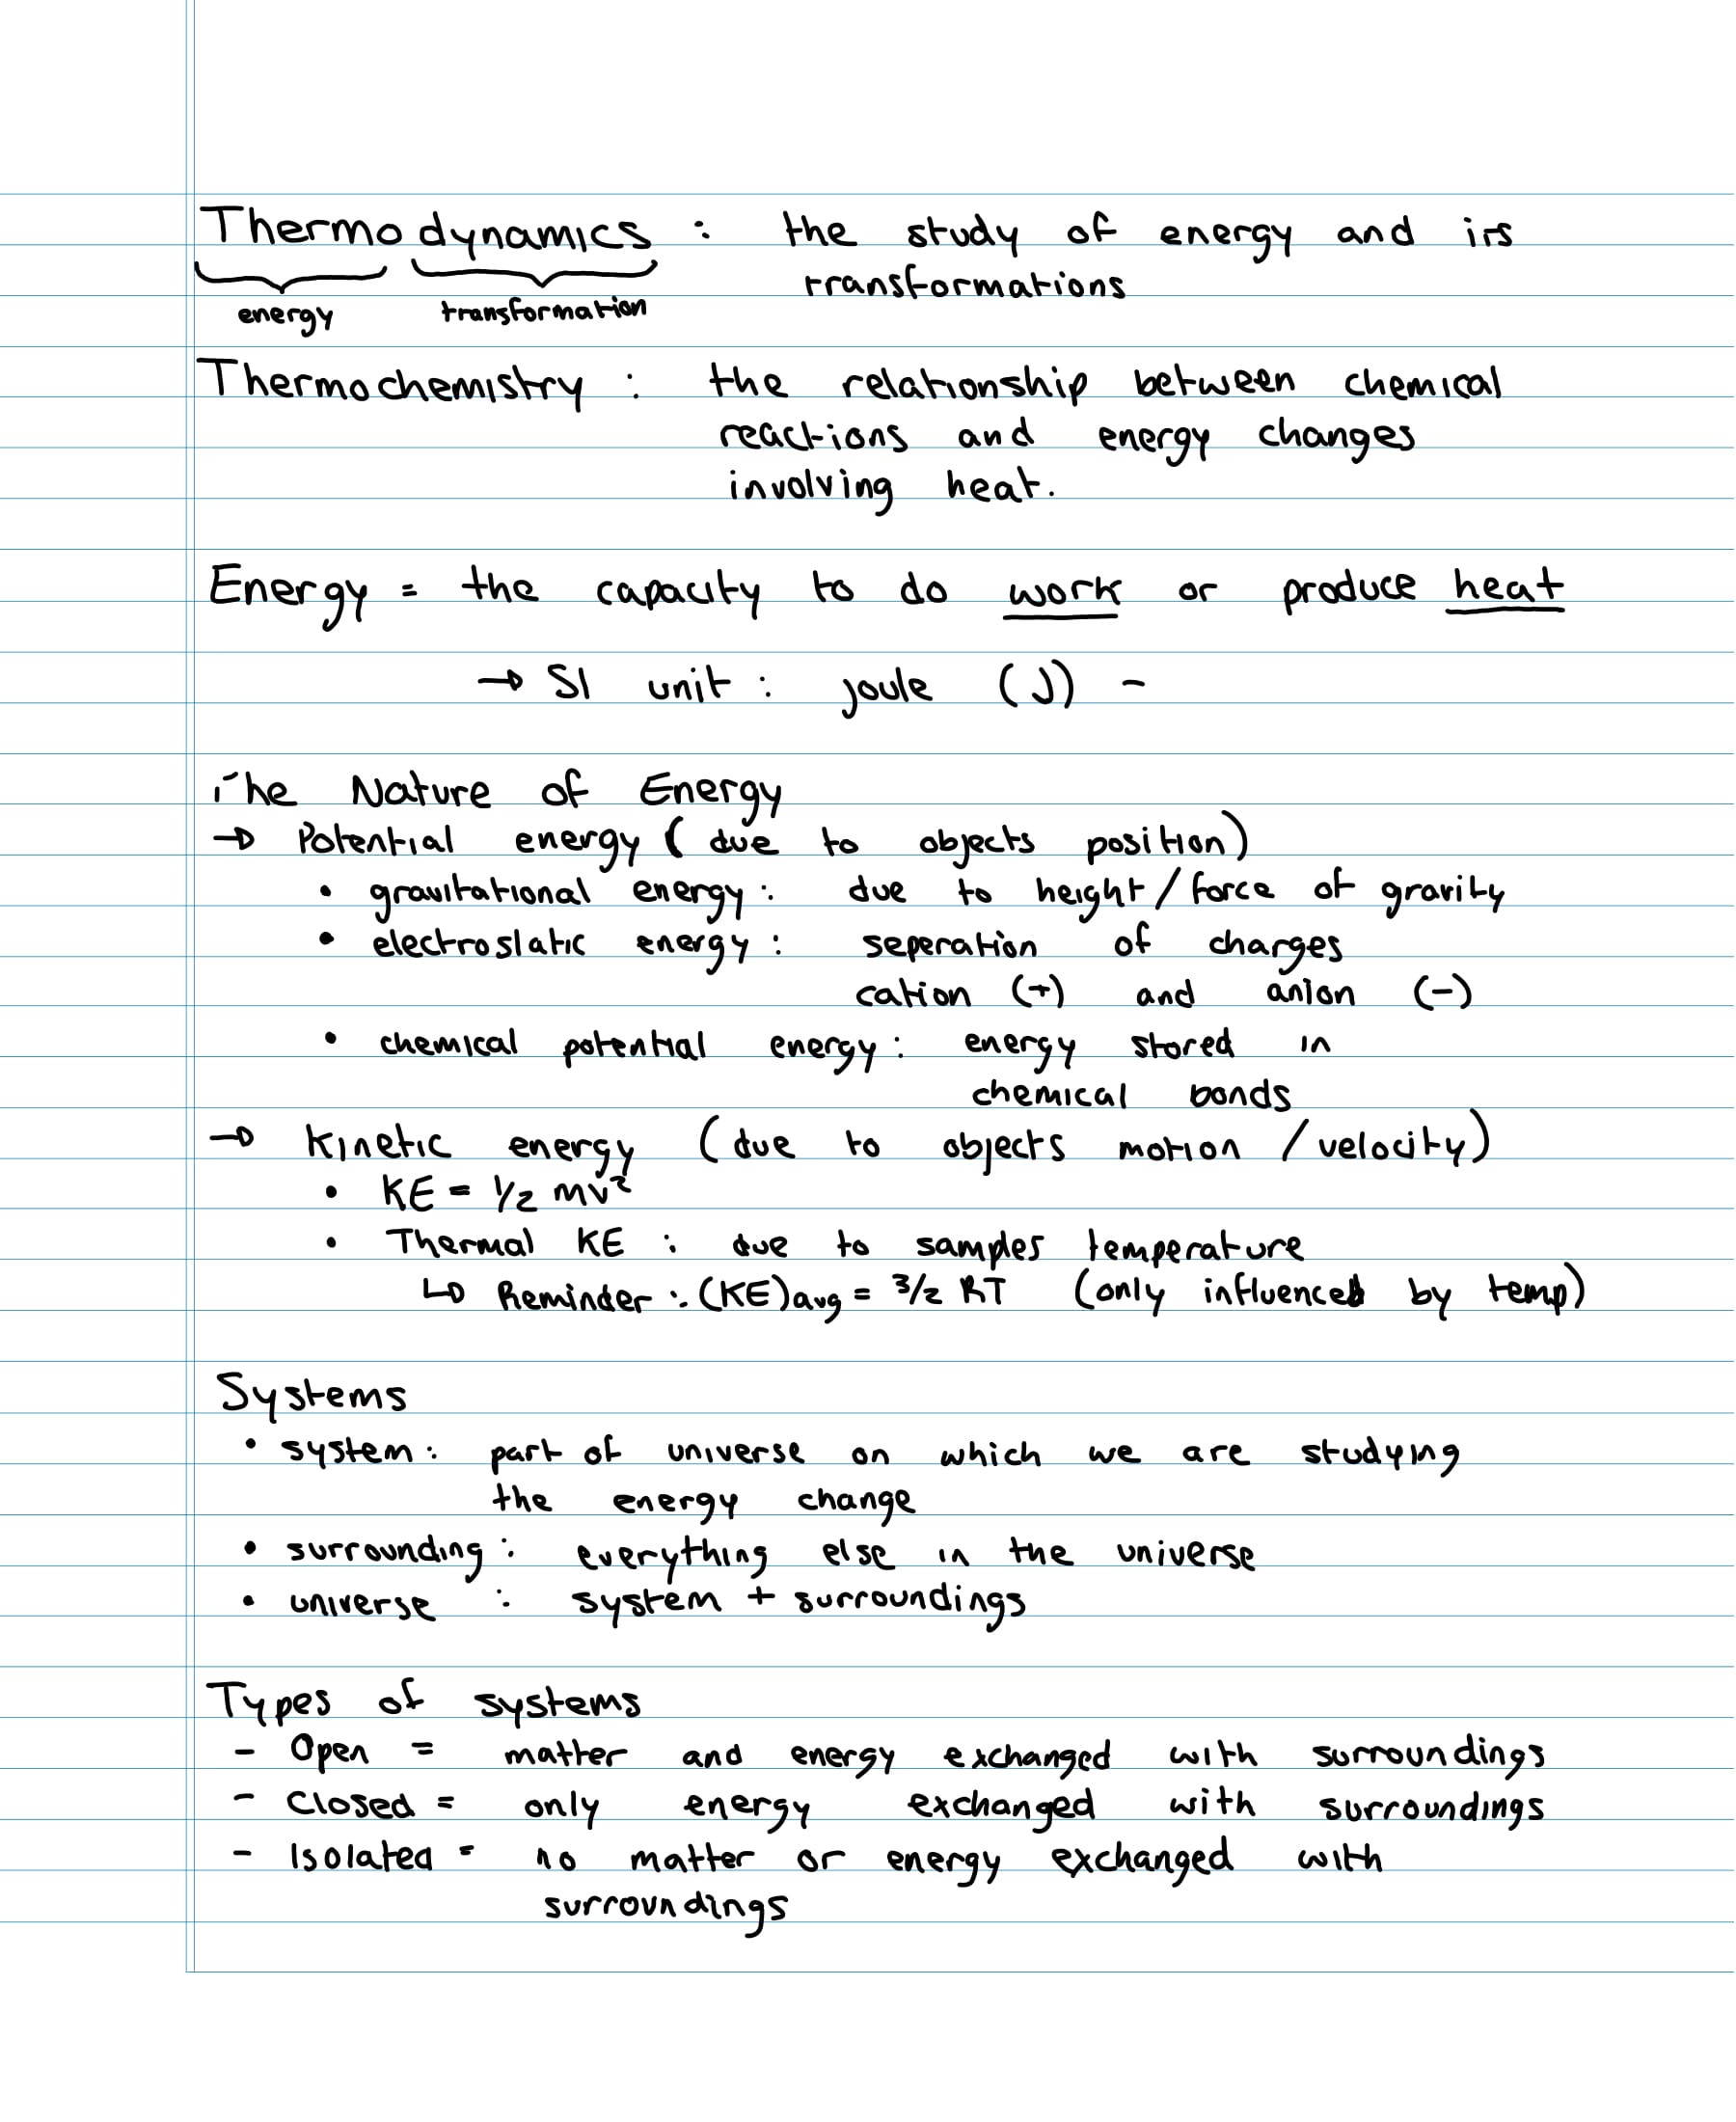 Thermodynamics : the study of energy and its
transformations
energy transformation
Thermochemistry : the relationship between chemical
reactions and energy changes
involving heat.
Energy = the capacity to do work or produce heat
→ SI unit : joule (J) -
The Nature of Energy
→ Potential energy ( due to objects position)
• gravitational energy : due to height/force of gravity
• electrostatic energy : seperation of charges
cation (+) and anion (-)
• chemical potential energy : energy stored in
chemical bonds
→ Kinetic energy (due to objects motion /velocity)
• KE = 1/2 mv²
• Thermal KE : due to samples temperature
↳ Reminder : (KE)avg = 3/2 RT (only influenced by temp)
Systems
• system : part of universe on which we are studying
the energy change
• surrounding : everything else in the universe
• universe : system + surroundings
Types of systems
- Open = matter and energy exchanged with surroundings
- Closed = only energy exchanged with surroundings
- Isolated = no matter or energy exchanged with
surroundings